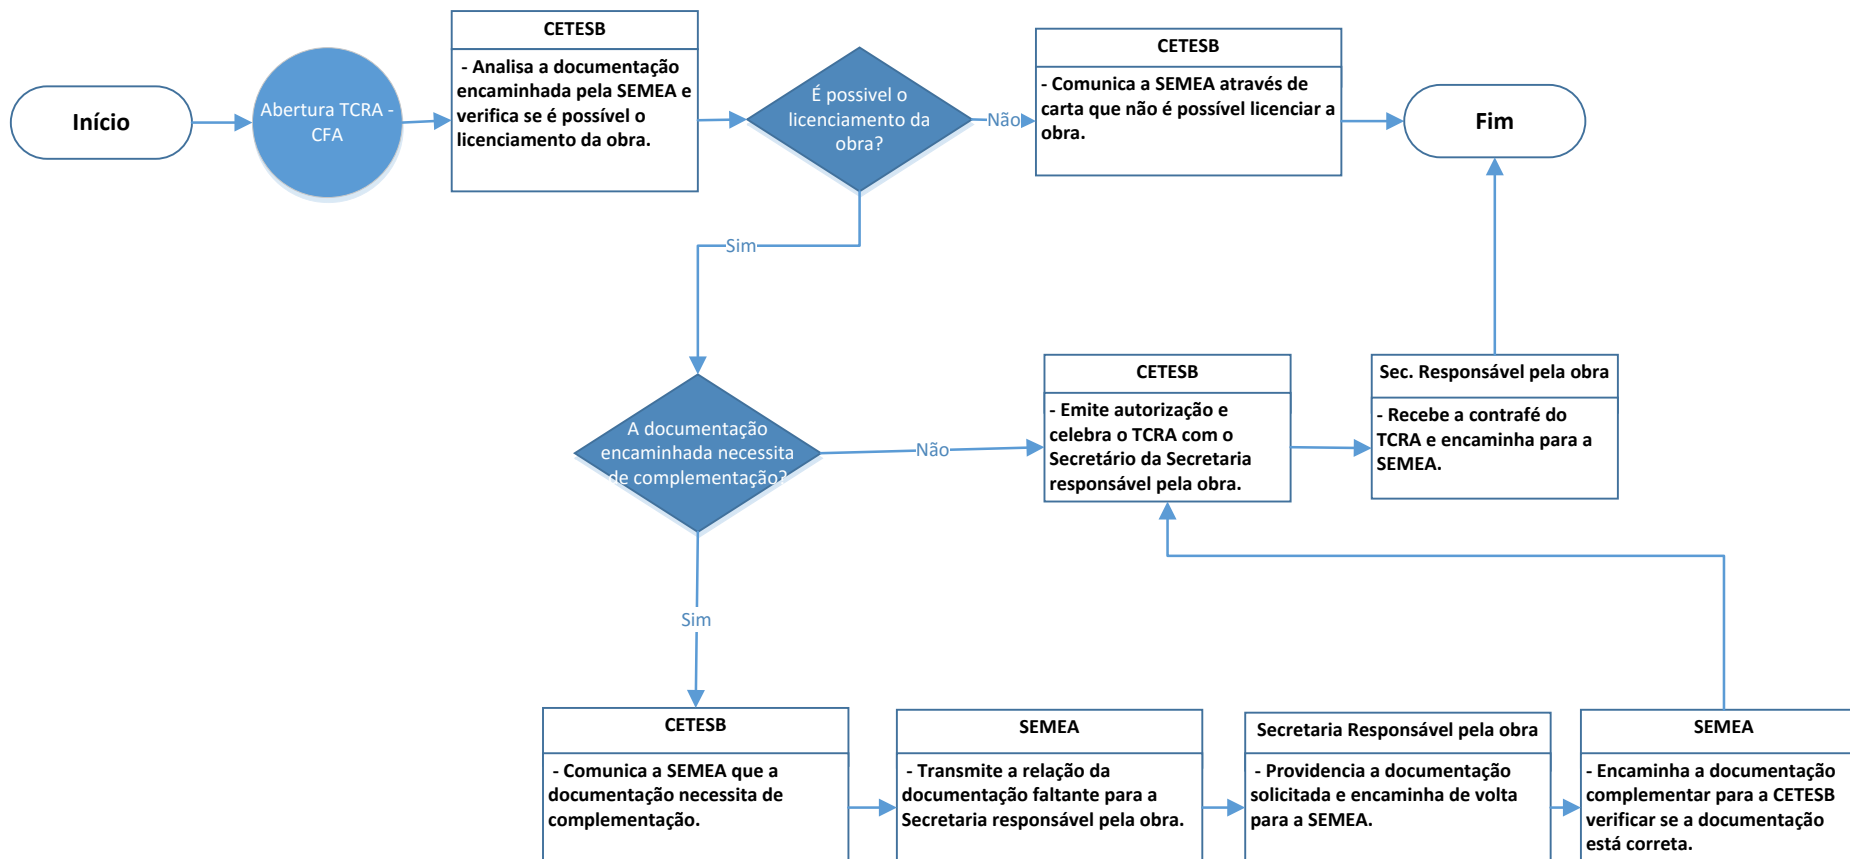 Início
Abertura TCRA -
CFA
CETESB
- Analisa a documentação
encaminhada pela SEMEA e
verifica se é possível o
licenciamento da obra.
É possivel o
licenciamento da
obra?
Não
CETESB
- Comunica a SEMEA através de
carta que não é possível licenciar a
obra.
Fim
Sim
A documentação
encaminhada necessita
de complementação?
Não
CETESB
- Emite autorização e
celebra o TCRA com o
Secretário da Secretaria
responsável pela obra.
Sec. Responsável pela obra
- Recebe a contrafé do
TCRA e encaminha para a
SEMEA.
Sim
CETESB
- Comunica a SEMEA que a
documentação necessita de
complementação.
SEMEA
- Transmite a relação da
documentação faltante para a
Secretaria responsável pela obra.
Secretaria Responsável pela obra
- Providencia a documentação
solicitada e encaminha de volta
para a SEMEA.
SEMEA
- Encaminha a documentação
complementar para a CETESB
verificar se a documentação
está correta.